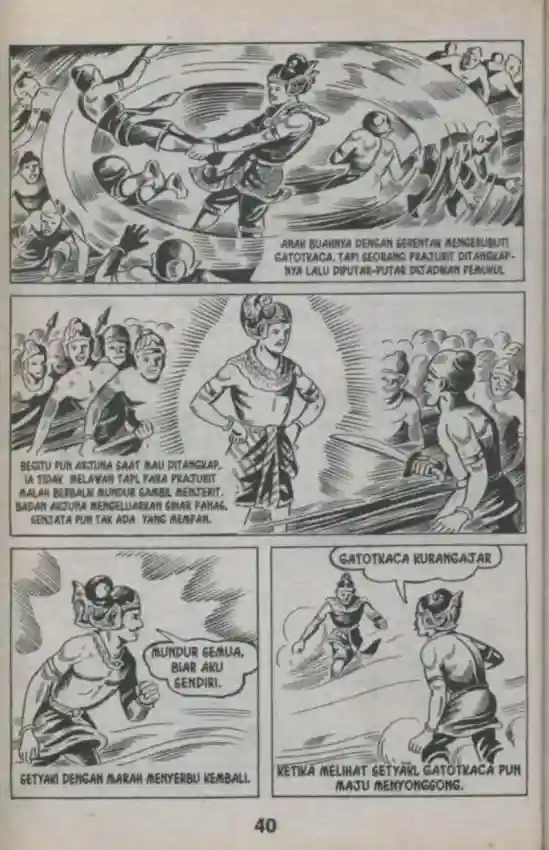 ANAK BUAHNYA DENGAN SERENTAK MENGERUBUTI
GATOTKACA. TAPI SEORANG PRAJURIT DITANGKAP-
NYA LALU DIPUTAR-PUTAR DIJADIKAN PEMUKUL
BEGITU PUN ARJUNA SAAT MAU DITANGKAP.
IA TIDAK MELAWAN TAPI, PARA PRAJURIT
MALAH BERBALIK MUNDUR SAMBIL MENJERIT.
BADAN ARJUNA MENGELUARKAN SINAR PANAS,
SENJATA PUN TAK ADA YANG MEMPAN.
MUNDUR SEMUA,
BIAR AKU
SENDIRI.
SETYAKI DENGAN MARAH MENYERBU KEMBALI.
GATOTKACA KURANGAJAR
KETIKA MELIHAT SETYAKI, GATOTKACA PUN
MAJU MENYONGSONG.
40